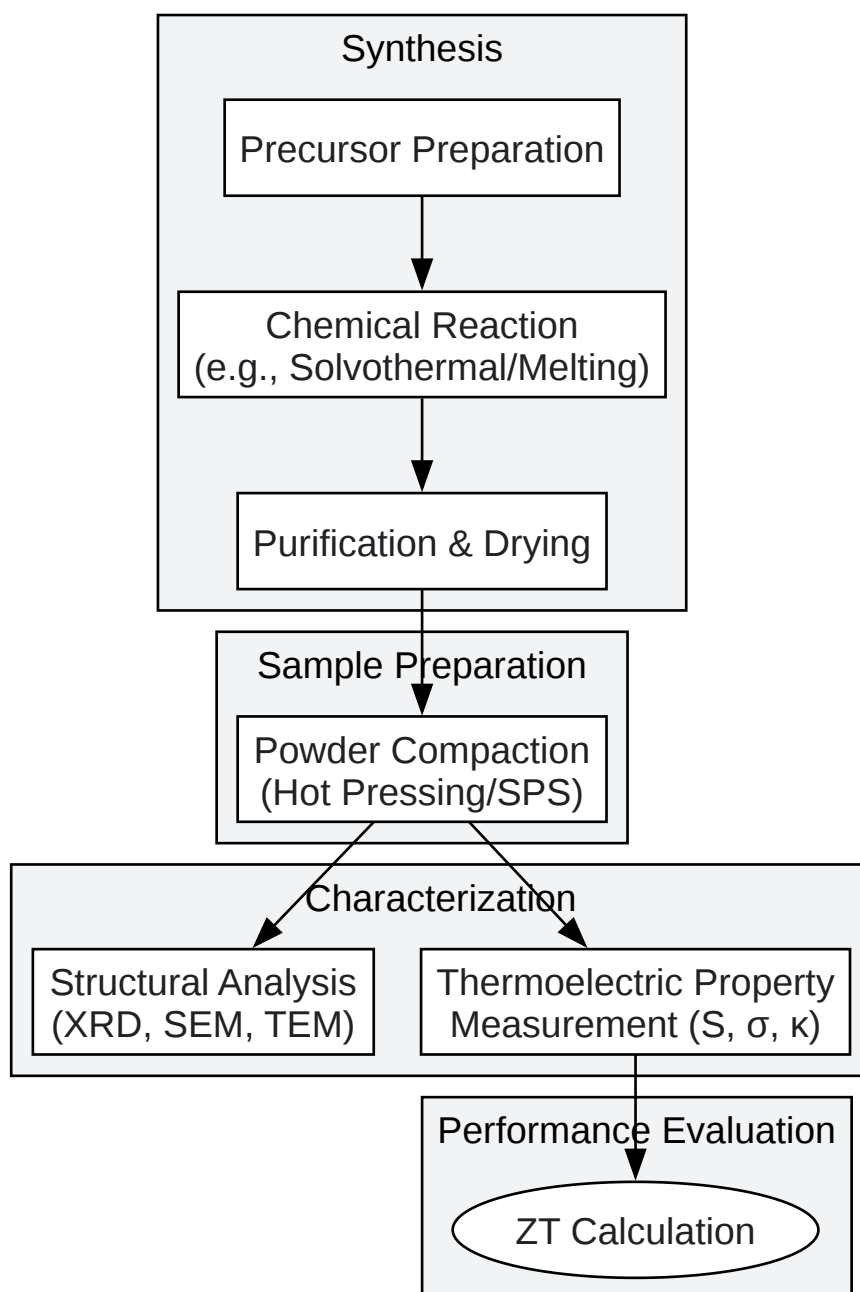 Synthesis
Precursor Preparation
Chemical Reaction
(e.g., Solvothermal/Melting)
Purification & Drying
Sample Preparation
Powder Compaction
(Hot Pressing/SPS)
Characterization
Structural Analysis
(XRD, SEM, TEM)
Thermoelectric Property
Measurement (S, σ, κ)
Performance Evaluation
ZT Calculation